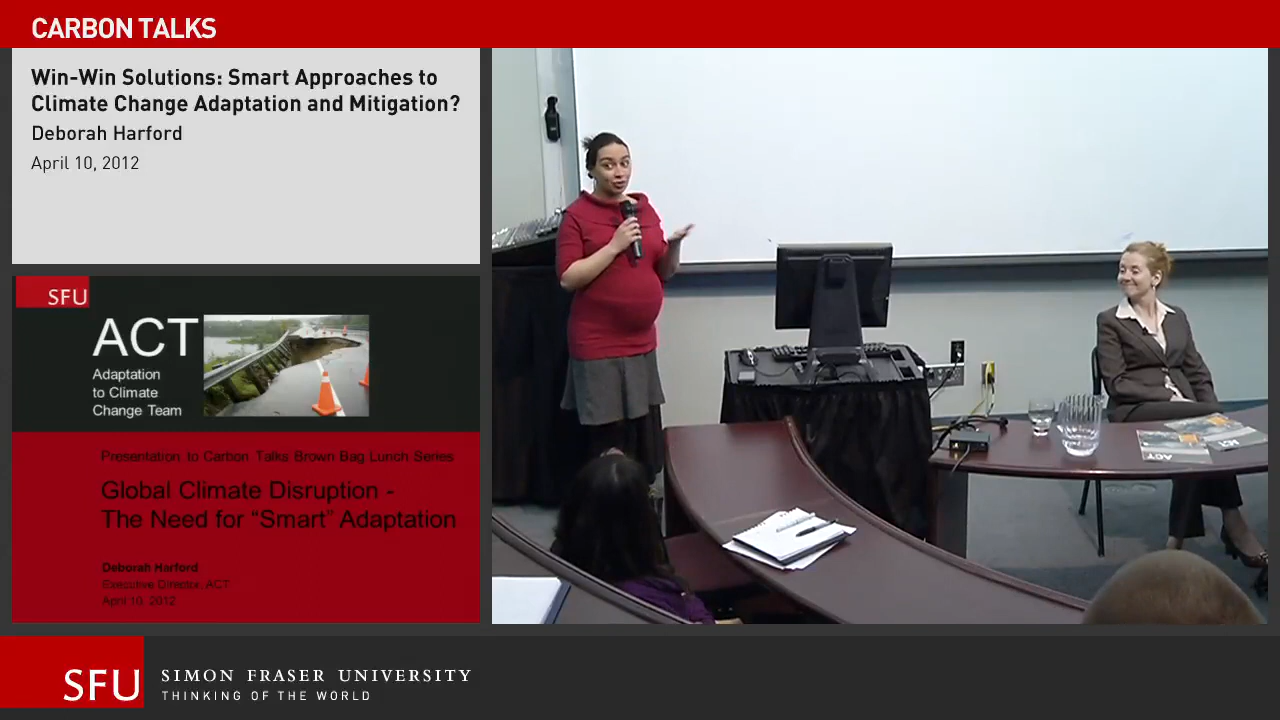 CARBON TALKS
Win-Win Solutions: Smart Approaches to
Climate Change Adaptation and Mitigation?
Deborah Harford
April 10, 2012
SFU
ACT
Adaptation
to Climate
Change Team
Presentation to Carbon Talks Brown Bag Lunch Series
Global Climate Disruption -
The Need for “Smart” Adaptation
Deborah Harford
Executive Director, ACT
April 10, 2012
ACT
ACT
SFU
SIMON FRASER UNIVERSITY
THINKING OF THE WORLD